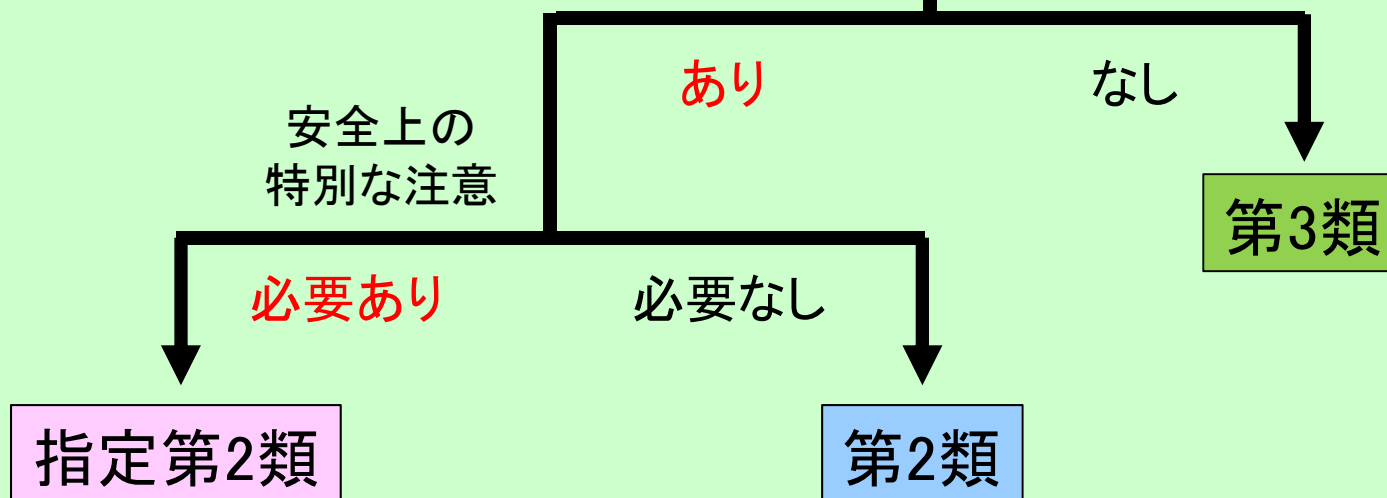 あり
なし
安全上の
特別な注意
第3類
必要あり
必要なし
指定第2類
第2類